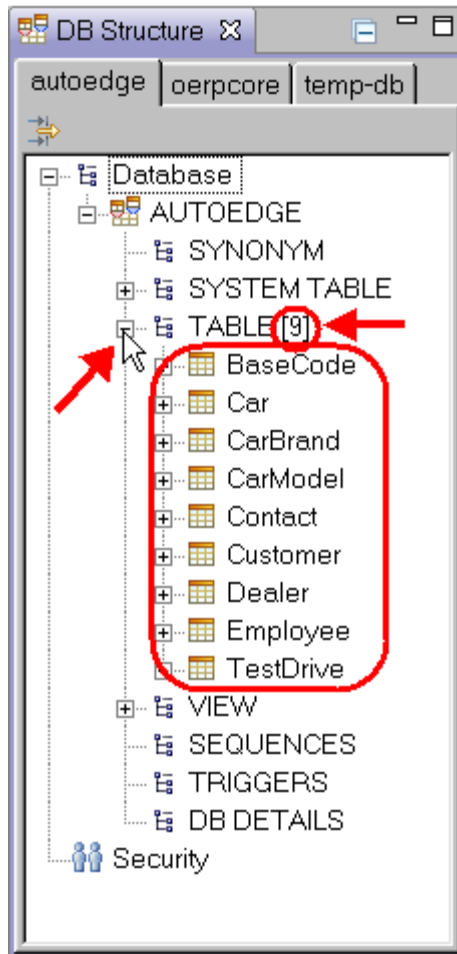 DB Structure
autoedge oerpcore temp-db
Database
AUTOEDGE
SYNONYM
SYSTEM TABLE
TABLE [9]
BaseCode
Car
CarBrand
CarModel
Contact
Customer
Dealer
Employee
TestDrive
VIEW
SEQUENCES
TRIGGERS
DB DETAILS
Security